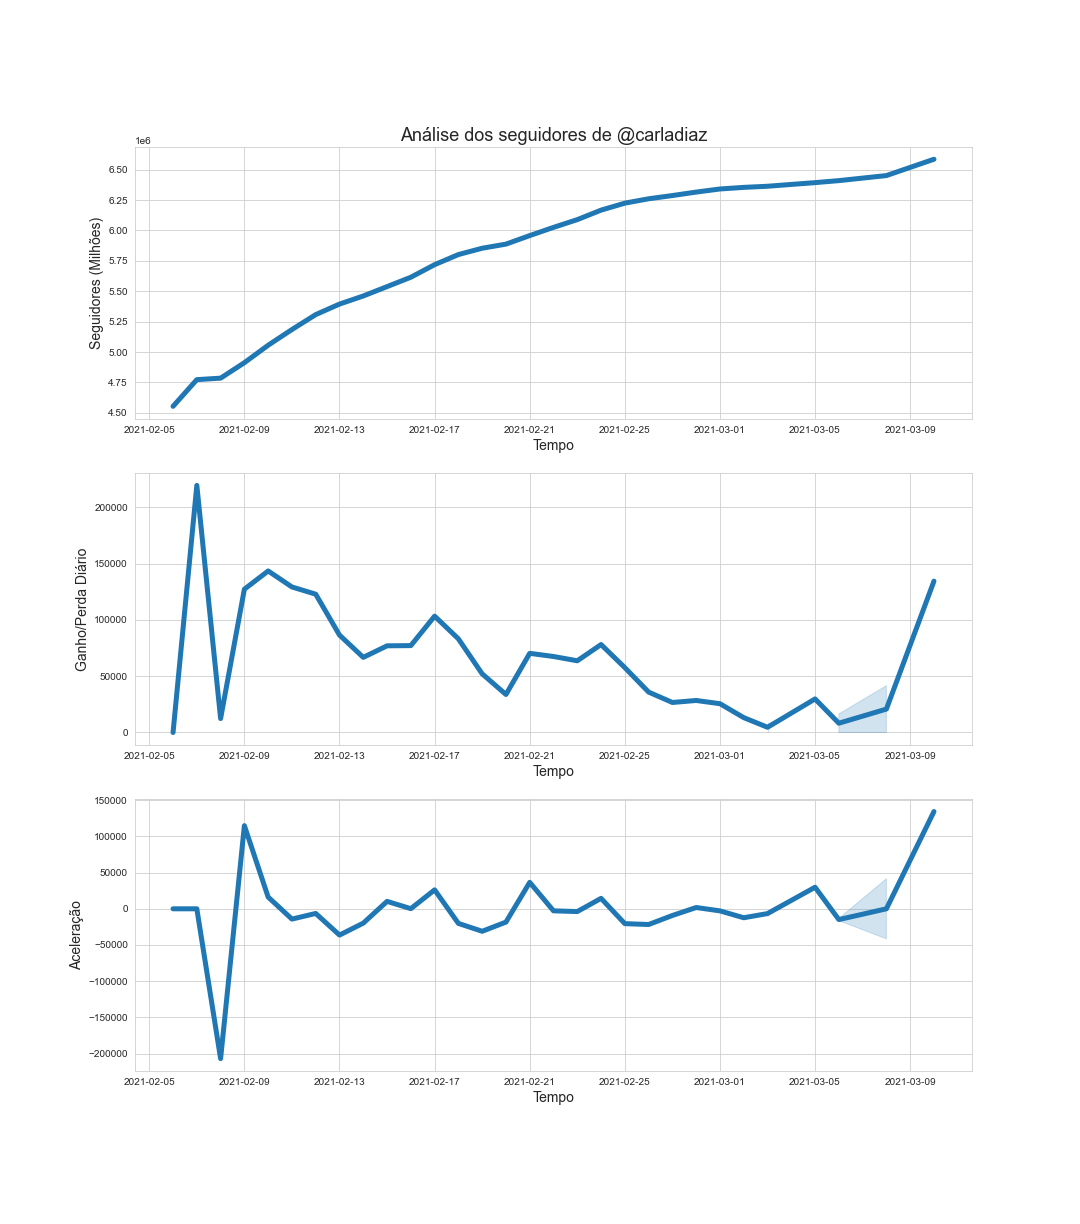 Análise dos seguidores de @carladiaz
1e6
6.50
6.25
6.00
5.75
5.50
5.25
5.00
4.75
4.50
Seguidores (Milhões)
2021-02-05 2021-02-09 2021-02-13 2021-02-17 2021-02-21 2021-02-25 2021-03-01 2021-03-05 2021-03-09
Tempo
200000
150000
100000
50000
0
Ganho/Perda Diário
2021-02-05 2021-02-09 2021-02-13 2021-02-17 2021-02-21 2021-02-25 2021-03-01 2021-03-05 2021-03-09
Tempo
150000
100000
50000
0
−50000
−100000
−150000
−200000
Aceleração
2021-02-05 2021-02-09 2021-02-13 2021-02-17 2021-02-21 2021-02-25 2021-03-01 2021-03-05 2021-03-09
Tempo